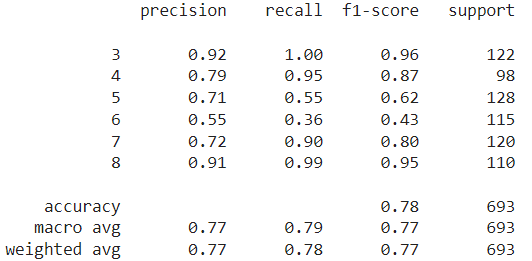 precision recall f1-score support
3 0.92 1.00 0.96 122
4 0.79 0.95 0.87 98
5 0.71 0.55 0.62 128
6 0.55 0.36 0.43 115
7 0.72 0.90 0.80 120
8 0.91 0.99 0.95 110
accuracy 0.78 693
macro avg 0.77 0.79 0.77 693
weighted avg 0.77 0.78 0.77 693